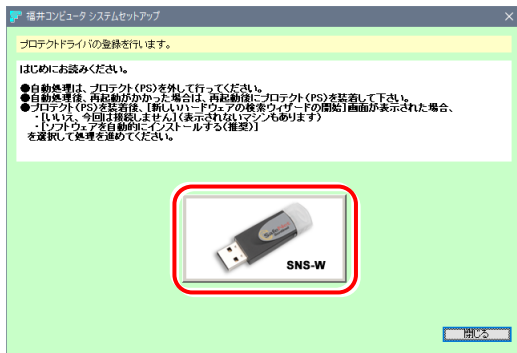 福井コンピュータ システムセットアップ
プロテクトドライバの登録を行います。
はじめにお読みください。
●自動処理は、プロテクト(PS)を外して行ってください。
●自動処理後、再起動がかかった場合は、再起動後にプロテクト(PS)を装着して下さい。
●プロテクト(PS)を装着後、[新しいハードウェアの検索ウィザードの開始]画面が表示された場合、
・[いいえ、今回は接続しません](表示されないマシンもあります)
・[ソフトウェアを自動的にインストールする(推奨)]
を選択して処理を進めてください。
SNS-W
閉じる